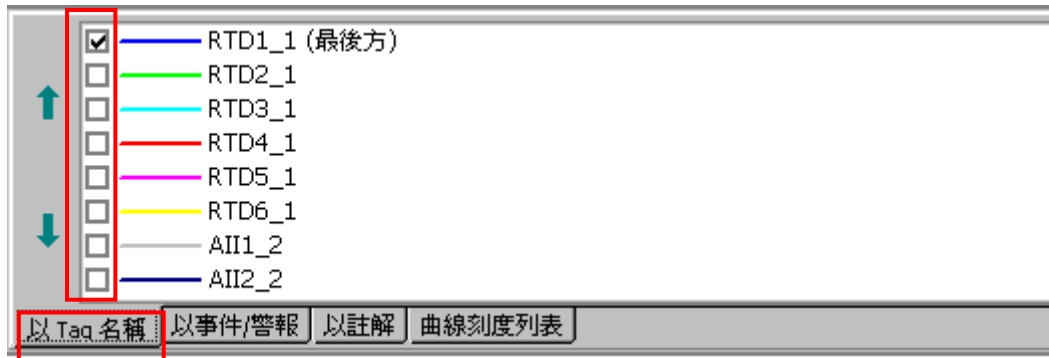 RTD1_1 (最後方)
RTD2_1
RTD3_1
RTD4_1
RTD5_1
RTD6_1
AII1_2
AII2_2
以 Tag 名稱 以事件/警報 以註解 曲線刻度列表